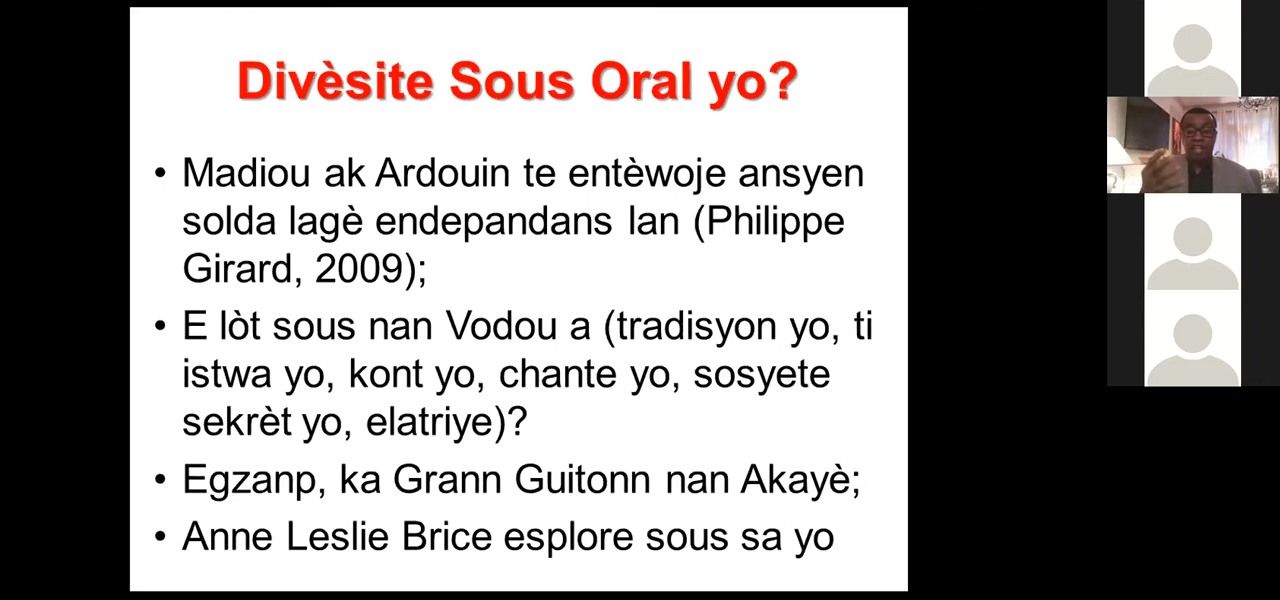 Divèsite Sous Oral yo?
• Madiou ak Ardouin te entèwoje ansyen
solda lagè endepandans lan (Philippe
Girard, 2009);
• E lòt sous nan Vodou a (tradisyon yo, ti
istwa yo, kont yo, chante yo, sosyete
sekrèt yo, elatriye)?
• Egzanp, ka Grann Guitonn nan Akayè;
• Anne Leslie Brice esplore sous sa yo